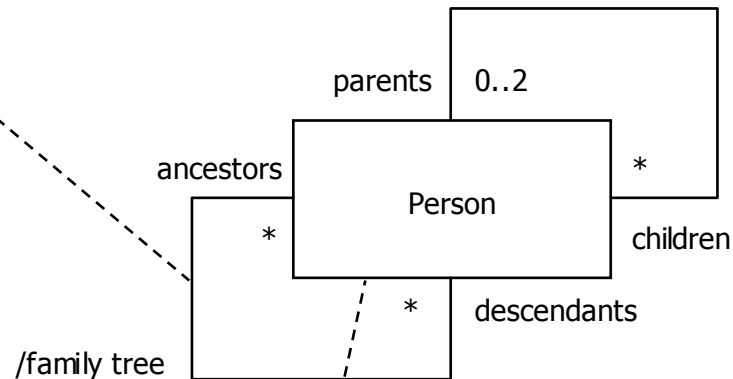 parents 0..2
ancestors
*
Person
*
children
* descendants
/family tree